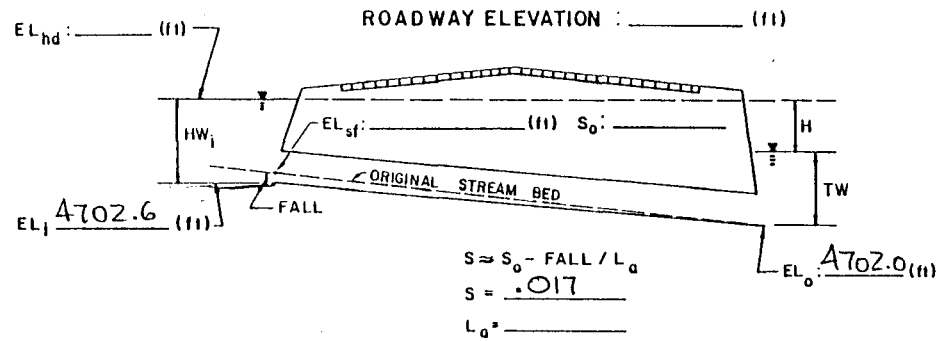 ROADWAY ELEVATION : ______ (ft)
EL_hd: ______ (ft)
HW_i
EL_sf: ______ (ft) S_o: ______
H
ORIGINAL STREAM BED
TW
FALL
EL_i 4702.6 (ft)
S ≈ S_o - FALL / L_a
EL_o: 4702.0 (ft)
S = .017
L_a= ______